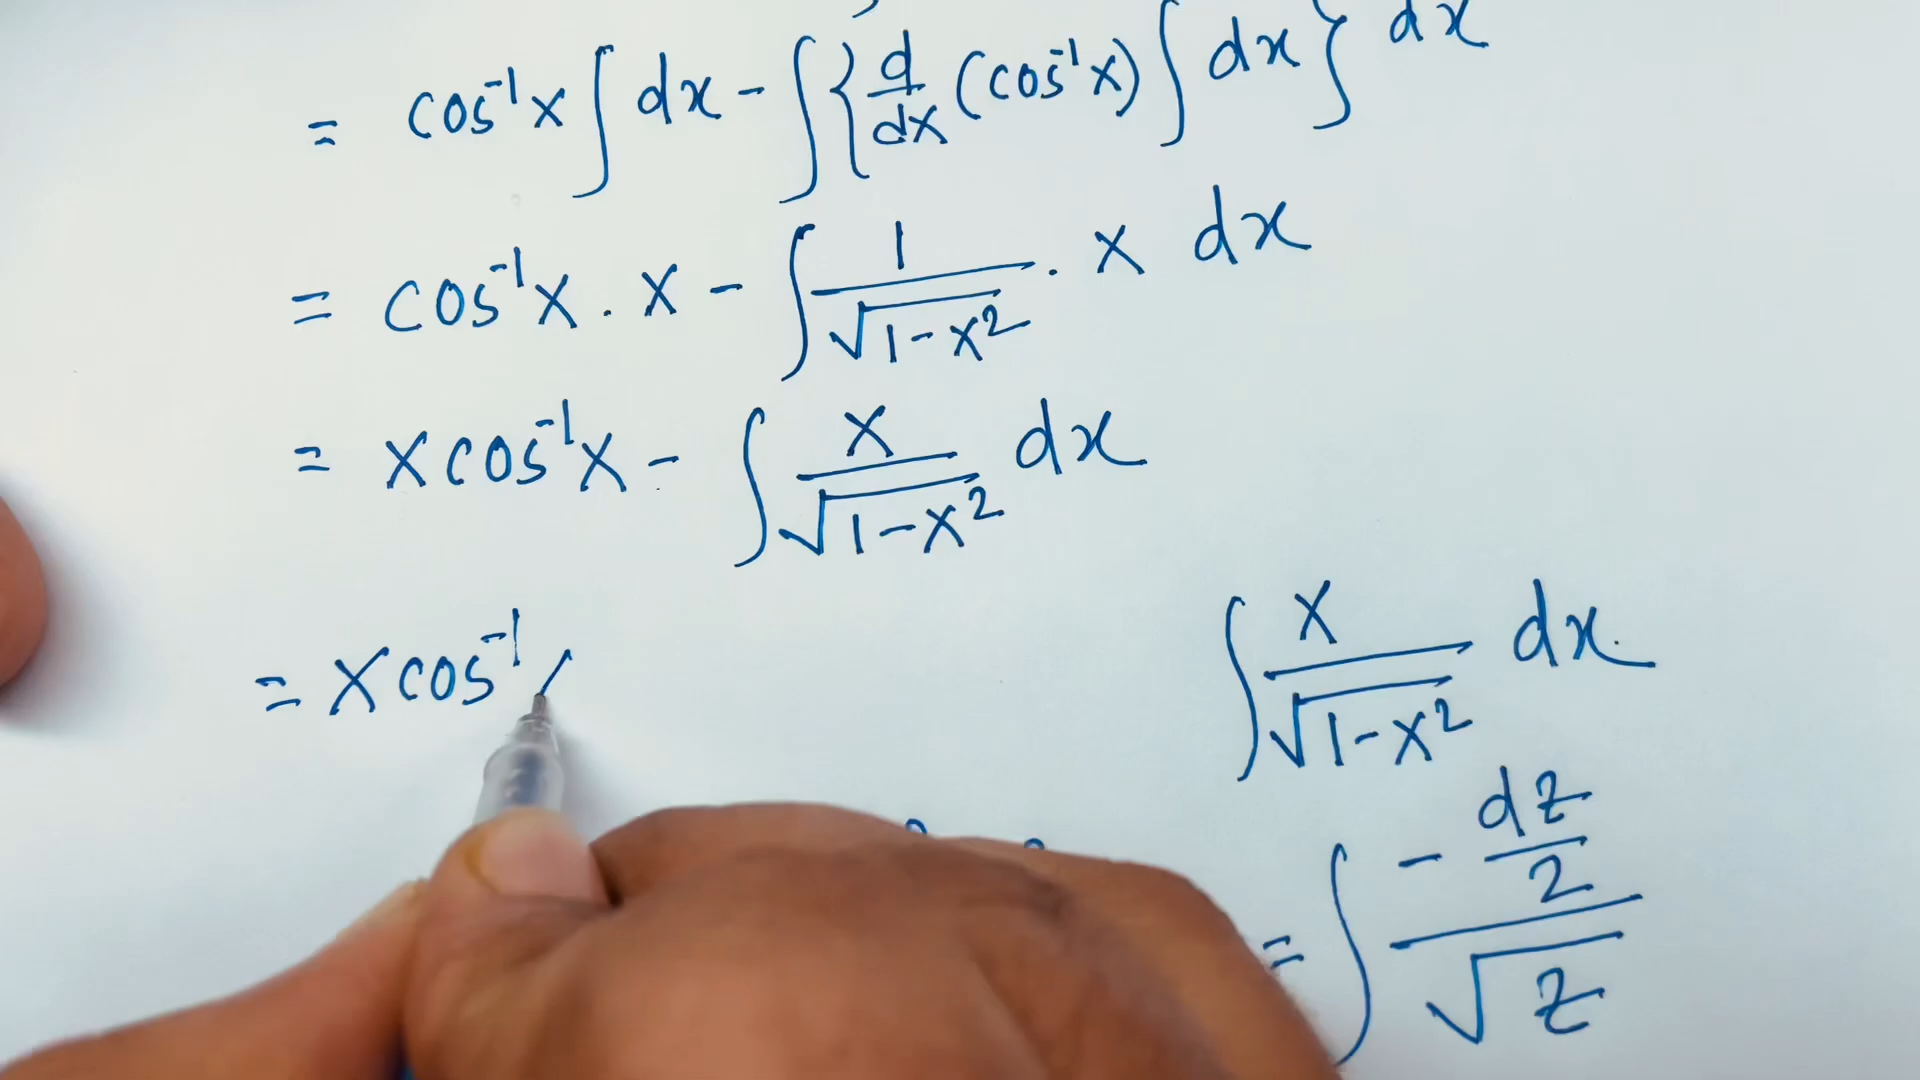 = cos⁻¹x ∫ dx - ∫ { d/dx (cos⁻¹x) ∫ dx } dx
= cos⁻¹x . x - ∫ 1/√(1-x²) . x dx
= x cos⁻¹x - ∫ x/√(1-x²) dx
= x cos⁻¹
∫ x/√(1-x²) dx.
= ∫ (- dz/2)/√z